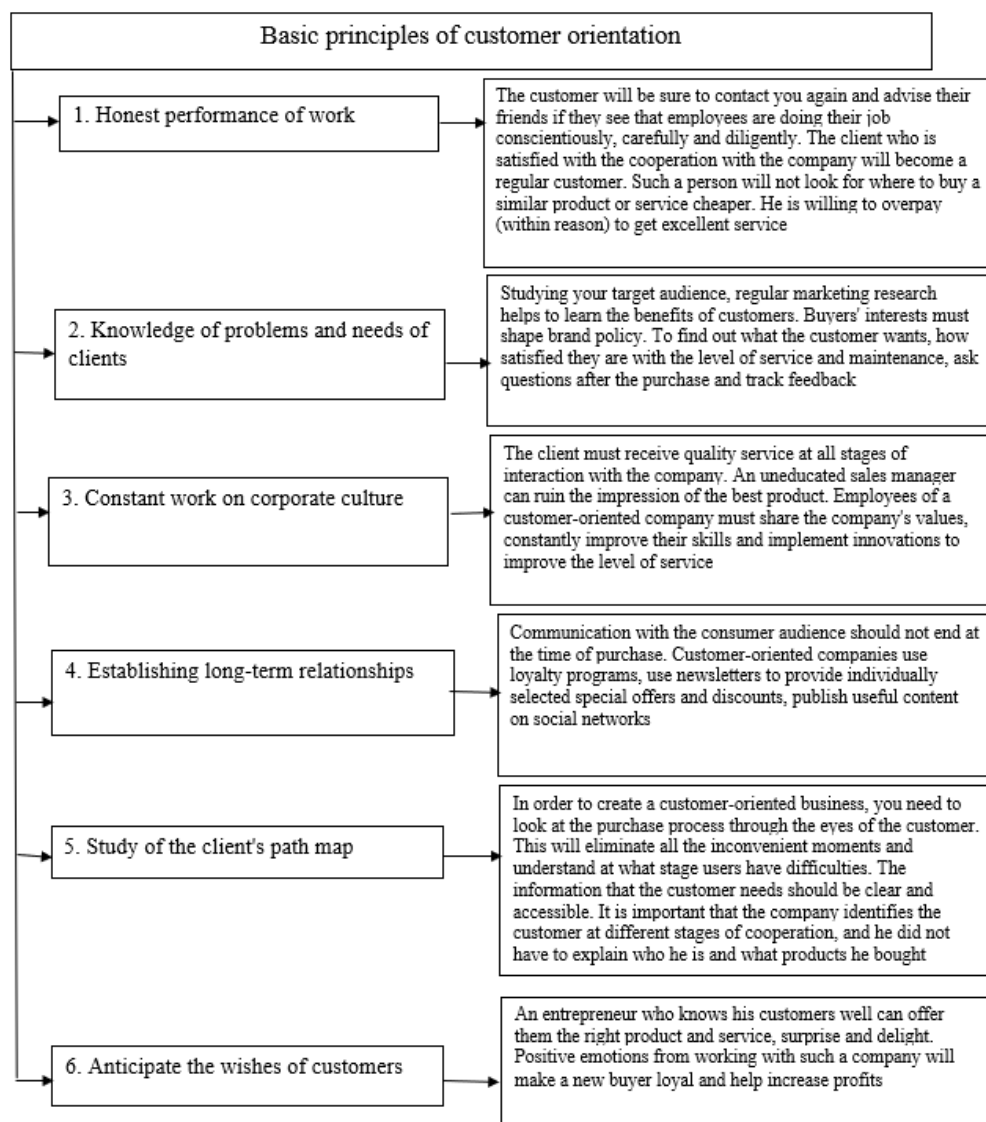 Basic principles of customer orientation
1. Honest performance of work
The customer will be sure to contact you again and advise their
friends if they see that employees are doing their job
conscientiously, carefully and diligently. The client who is
satisfied with the cooperation with the company will become a
regular customer. Such a person will not look for where to buy a
similar product or service cheaper. He is willing to overpay
(within reason) to get excellent service
2. Knowledge of problems and needs of
clients
Studying your target audience, regular marketing research
helps to learn the benefits of customers. Buyers' interests must
shape brand policy. To find out what the customer wants, how
satisfied they are with the level of service and maintenance, ask
questions after the purchase and track feedback
3. Constant work on corporate culture
The client must receive quality service at all stages of
interaction with the company. An uneducated sales manager
can ruin the impression of the best product. Employees of a
customer-oriented company must share the company's values,
constantly improve their skills and implement innovations to
improve the level of service
4. Establishing long-term relationships
Communication with the consumer audience should not end at
the time of purchase. Customer-oriented companies use
loyalty programs, use newsletters to provide individually
selected special offers and discounts, publish useful content
on social networks
5. Study of the client's path map
In order to create a customer-oriented business, you need to
look at the purchase process through the eyes of the customer.
This will eliminate all the inconvenient moments and
understand at what stage users have difficulties. The
information that the customer needs should be clear and
accessible. It is important that the company identifies the
customer at different stages of cooperation, and he did not
have to explain who he is and what products he bought
6. Anticipate the wishes of customers
An entrepreneur who knows his customers well can offer
them the right product and service, surprise and delight.
Positive emotions from working with such a company will
make a new buyer loyal and help increase profits